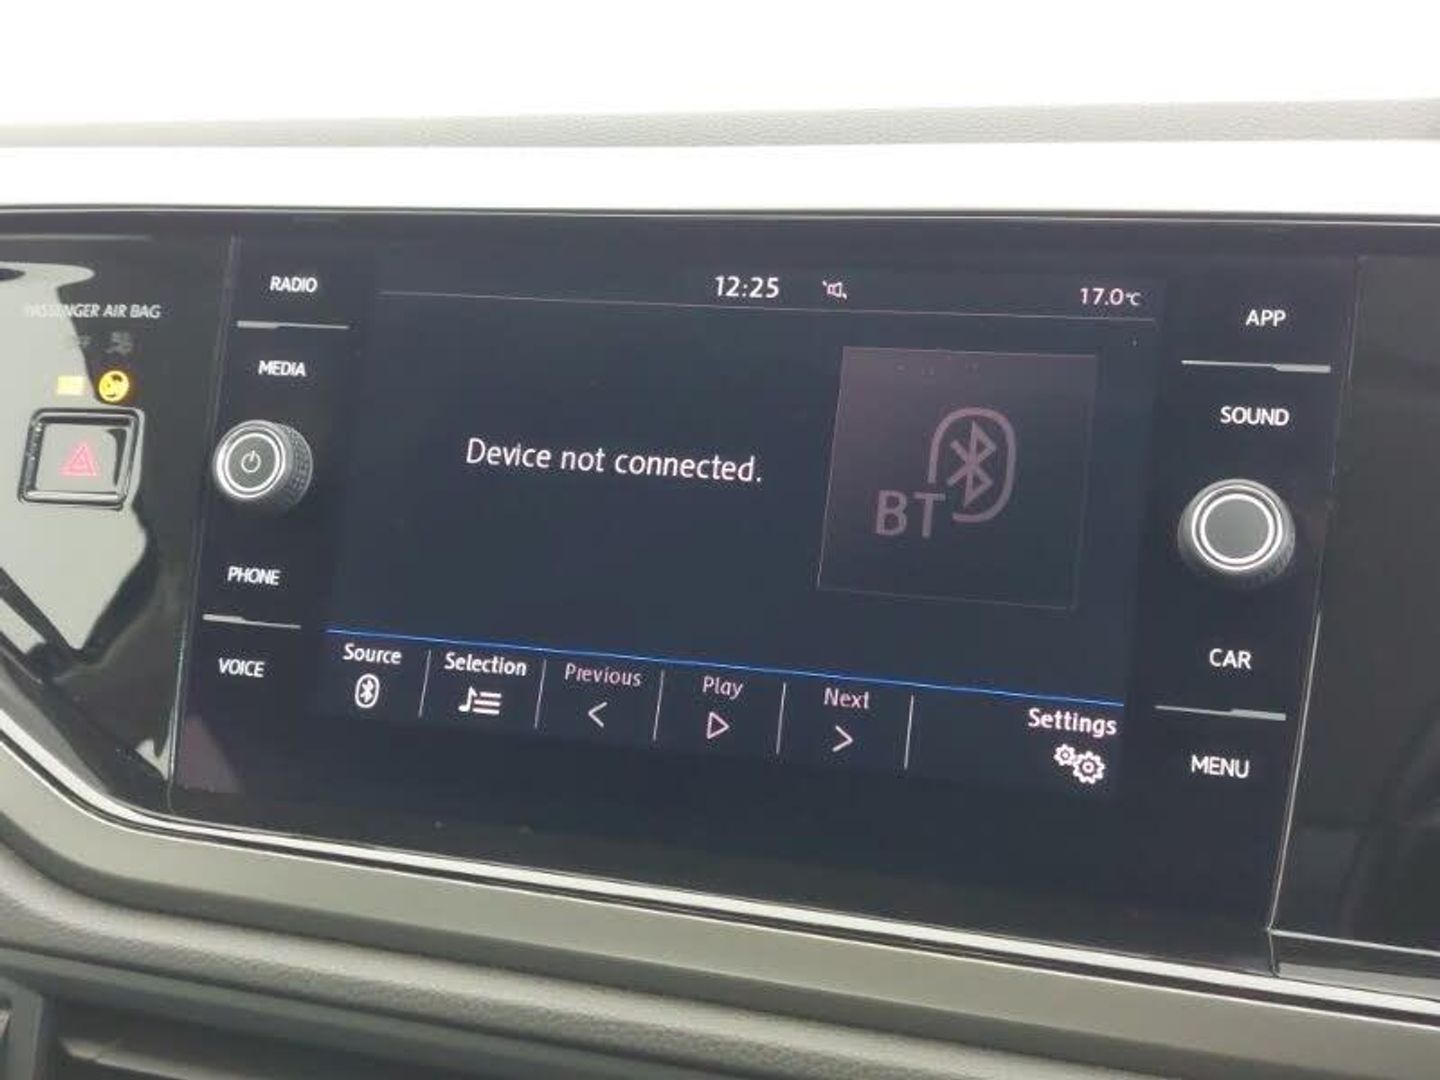 PASSENGER AIR BAG
RADIO
MEDIA
PHONE
VOICE
12:25
17.0°C
Device not connected.
BT
Source
Selection
Previous
Play
Next
Settings
APP
SOUND
CAR
MENU